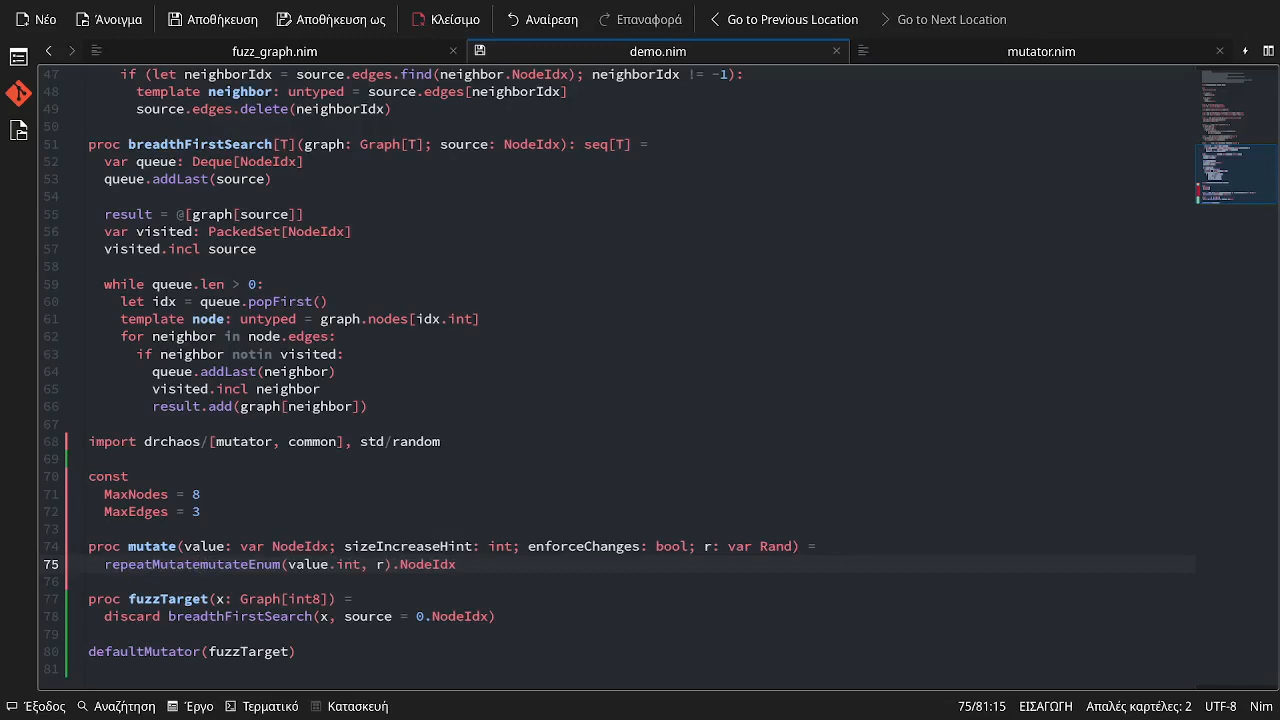 Νέο Άνοιγμα Αποθήκευση Αποθήκευση ως Κλείσιμο Αναίρεση Επαναφορά Go to Previous Location Go to Next Location
fuzz_graph.nim demo.nim mutator.nim
47 if (let neighborIdx = source.edges.find(neighbor.NodeIdx); neighborIdx != -1):
48 template neighbor: untyped = source.edges[neighborIdx]
49 source.edges.delete(neighborIdx)
50
51 proc breadthFirstSearch[T](graph: Graph[T]; source: NodeIdx): seq[T] =
52 var queue: Deque[NodeIdx]
53 queue.addLast(source)
54
55 result = @[graph[source]]
56 var visited: PackedSet[NodeIdx]
57 visited.incl source
58
59 while queue.len > 0:
60 let idx = queue.popFirst()
61 template node: untyped = graph.nodes[idx.int]
62 for neighbor in node.edges:
63 if neighbor notin visited:
64 queue.addLast(neighbor)
65 visited.incl neighbor
66 result.add(graph[neighbor])
67
68 import drchaos/[mutator, common], std/random
69
70 const
71 MaxNodes = 8
72 MaxEdges = 3
73
74 proc mutate(value: var NodeIdx; sizeIncreaseHint: int; enforceChanges: bool; r: var Rand) =
75 repeatMutatemutateEnum(value.int, r).NodeIdx
76
77 proc fuzzTarget(x: Graph[int8]) =
78 discard breadthFirstSearch(x, source = 0.NodeIdx)
79
80 defaultMutator(fuzzTarget)
81
Έξοδος Αναζήτηση Έργο Τερματικό Κατασκευή 75/81:15 ΕΙΣΑΓΩΓΗ Απαλές καρτέλες: 2 UTF-8 Nim